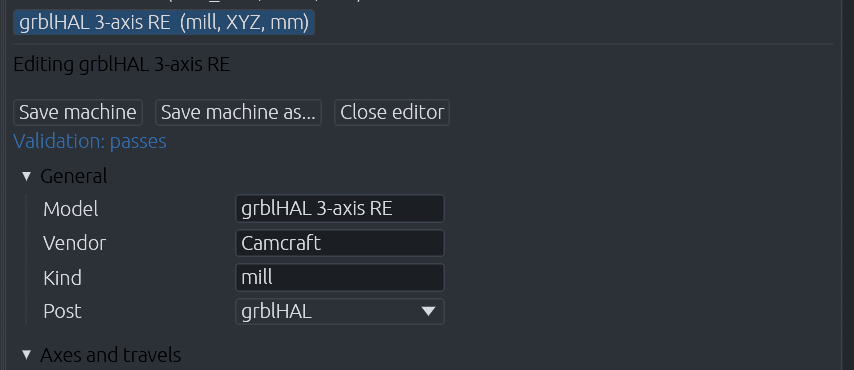 grblHAL 3-axis RE (mill, XYZ, mm)
Editing grblHAL 3-axis RE
Save machine Save machine as... Close editor
Validation: passes
General
Model grblHAL 3-axis RE
Vendor Camcraft
Kind mill
Post grblHAL
Axes and travels